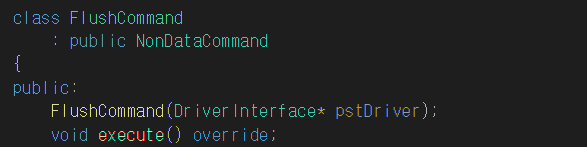 class FlushCommand
    : public NonDataCommand
{
public:
    FlushCommand(DriverInterface* pstDriver);
    void execute() override;